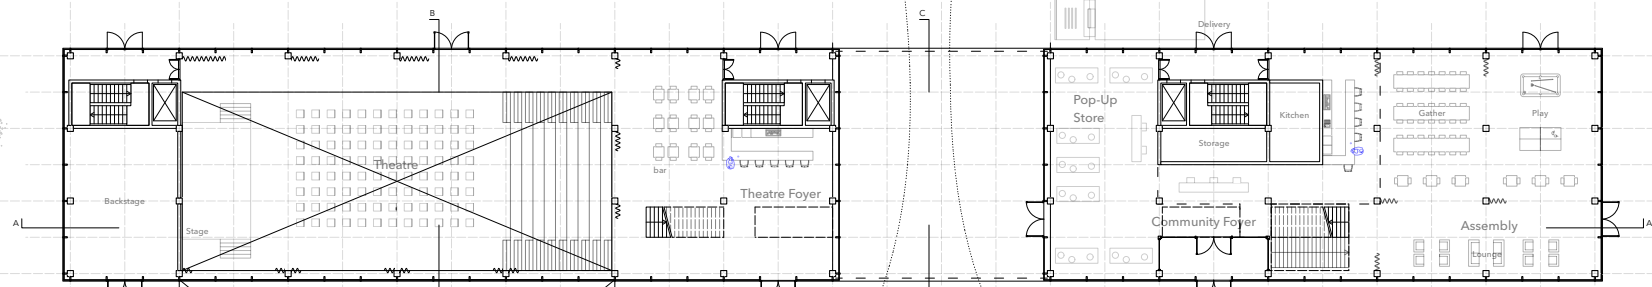 B
C
Delivery
Pop-Up
Store
Kitchen
Gather
Play
Storage
Theatre
bar
Theatre Foyer
Backstage
A
Stage
Community Foyer
Assembly
A
Lounge